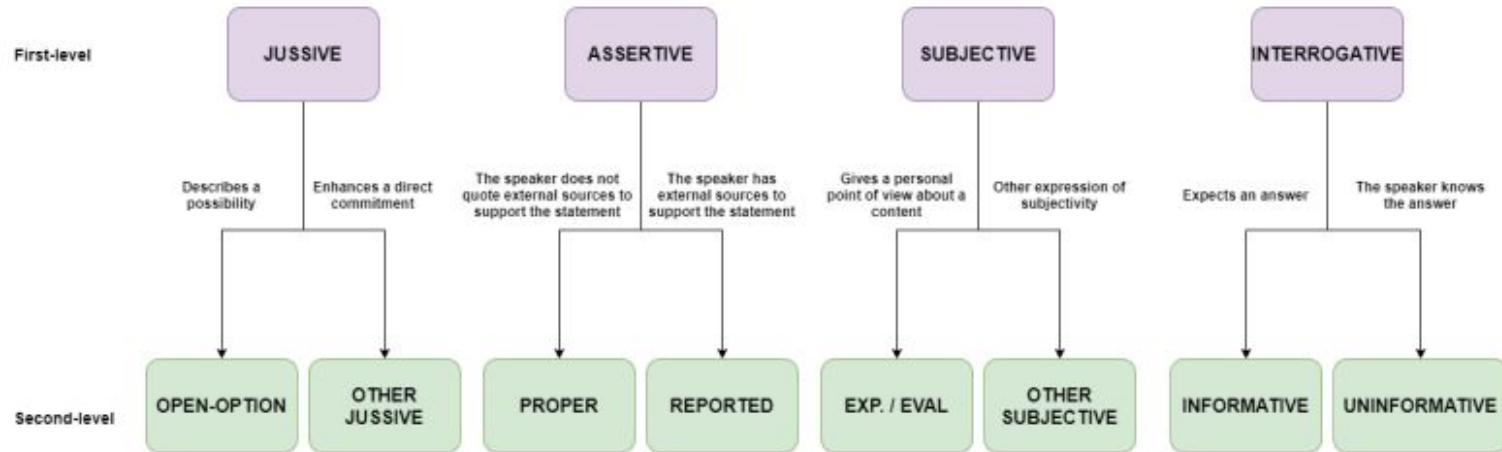 First-level
JUSSIVE
ASSERTIVE
SUBJECTIVE
INTERROGATIVE
Describes a
possibility
Enhances a direct
commitment
The speaker does not
quote external sources to
support the statement
The speaker has
external sources to
support the statement
Gives a personal
point of view about a
content
Other expression of
subjectivity
Expects an answer
The speaker knows
the answer
Second-level
OPEN-OPTION
OTHER
JUSSIVE
PROPER
REPORTED
EXP. / EVAL
OTHER
SUBJECTIVE
INFORMATIVE
UNINFORMATIVE